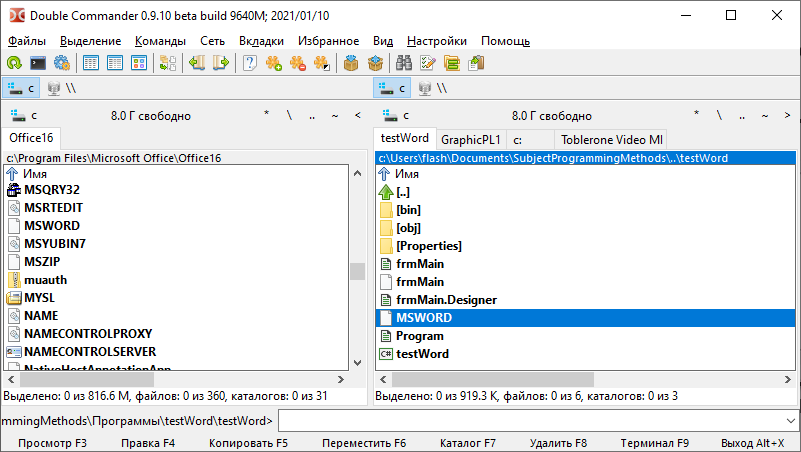 Double Commander 0.9.10 beta build 9640M; 2021/01/10
Файлы Выделение Команды Сеть Вкладки Избранное Вид Настройки Помощь
c \\ c \\
c 8.0 Г свободно * \ .. ~ < c 8.0 Г свободно * \ .. ~ >
Office16
testWord GraphicPL1 c: Toblerone Video MI
c:\Program Files\Microsoft Office\Office16
Имя
MSQRY32
MSRTEDIT
MSWORD
MSYUBIN7
MSZIP
muauth
MYSL
NAME
NAMECONTROLPROXY
NAMECONTROLSERVER
NativeHostAnnotationApp
Выделено: 0 из 816.6 М, файлов: 0 из 360, каталогов: 0 из 31
c:\Users\flash\Documents\SubjectProgrammingMethods\..\testWord
Имя
[..]
[bin]
[obj]
[Properties]
frmMain
frmMain
frmMain.Designer
MSWORD
Program
C# testWord
Выделено: 0 из 919.3 К, файлов: 0 из 6, каталогов: 0 из 3
mmingMethods\Программы\testWord\testWord>
Просмотр F3 Правка F4 Копировать F5 Переместить F6 Каталог F7 Удалить F8 Терминал F9 Выход Alt+X